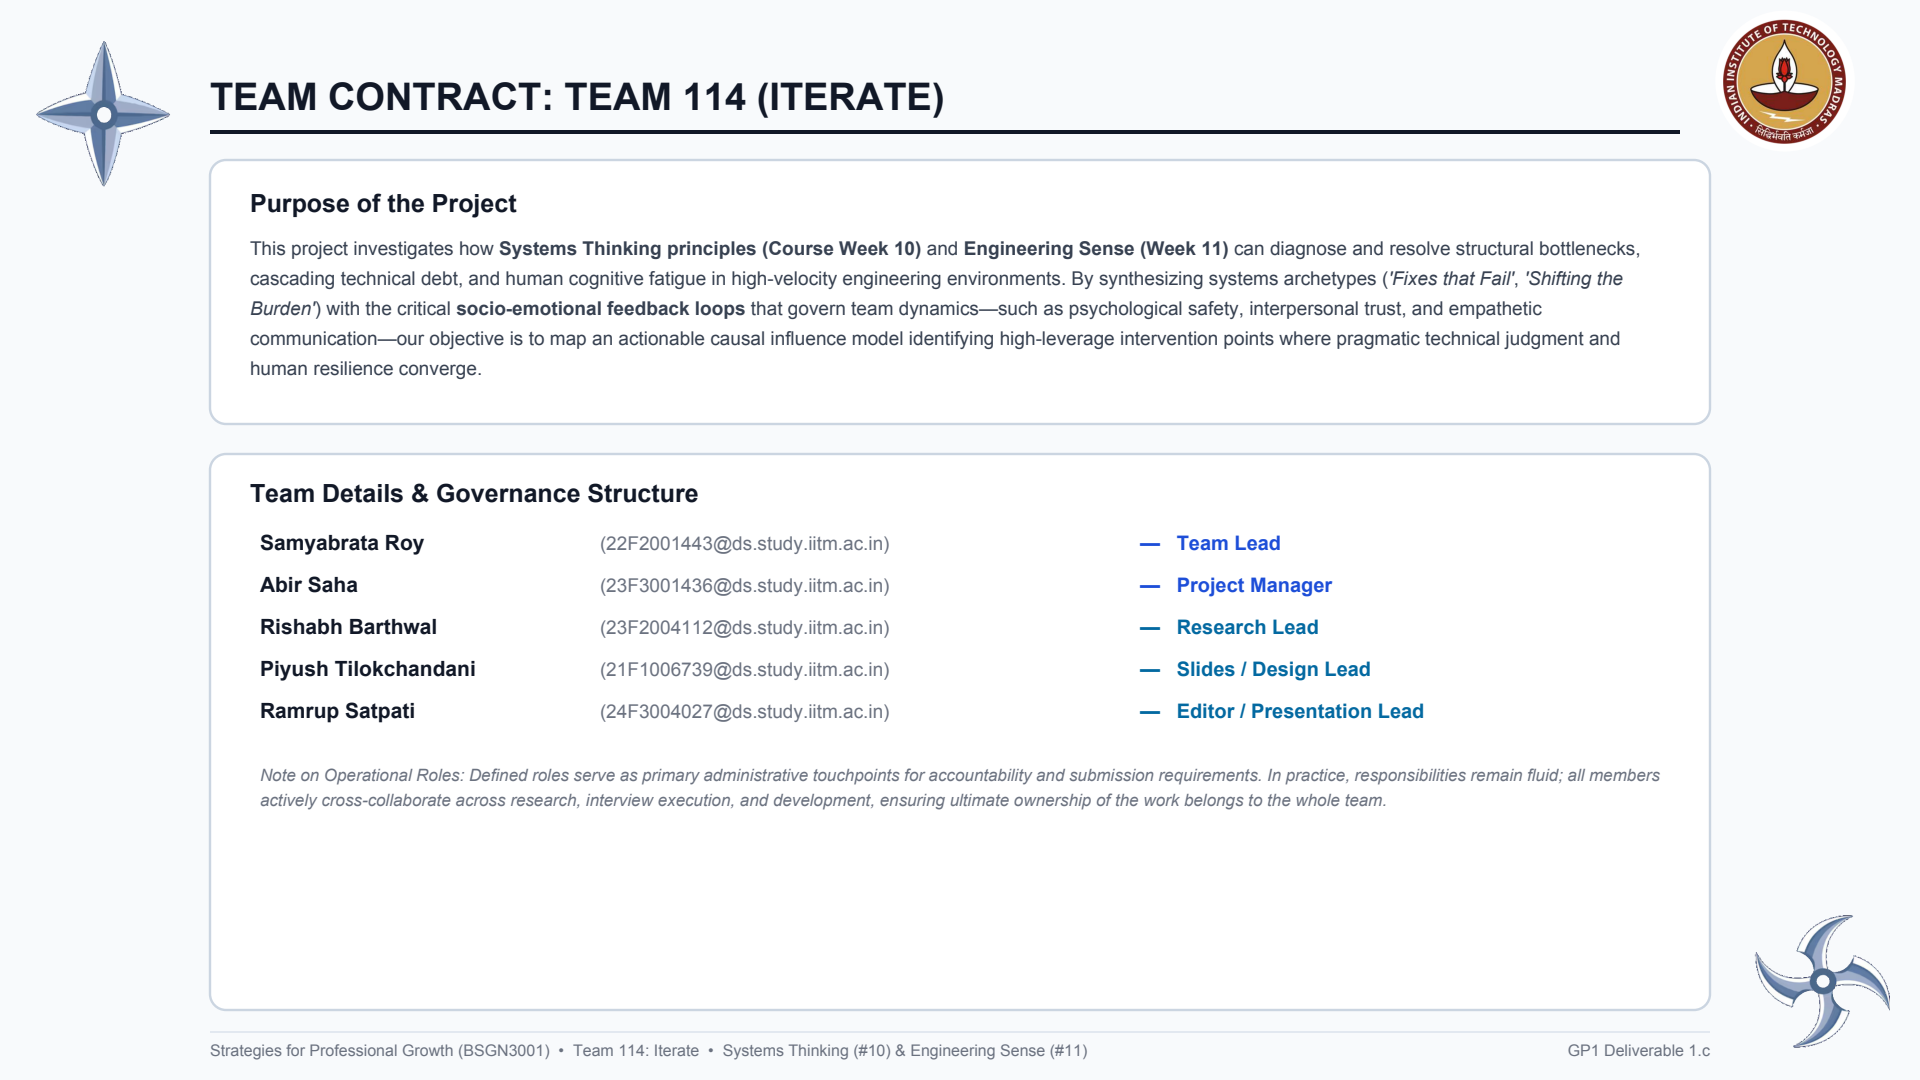 TEAM CONTRACT: TEAM 114 (ITERATE)
INDIAN INSTITUTE OF TECHNOLOGY MADRAS
सिद्धिर्भवति कर्मजा
Purpose of the Project
This project investigates how Systems Thinking principles (Course Week 10) and Engineering Sense (Week 11) can diagnose and resolve structural bottlenecks,
cascading technical debt, and human cognitive fatigue in high-velocity engineering environments. By synthesizing systems archetypes ('Fixes that Fail', 'Shifting the
Burden') with the critical socio-emotional feedback loops that govern team dynamics—such as psychological safety, interpersonal trust, and empathetic
communication—our objective is to map an actionable causal influence model identifying high-leverage intervention points where pragmatic technical judgment and
human resilience converge.
Team Details & Governance Structure
Samyabrata Roy (22F2001443@ds.study.iitm.ac.in) — Team Lead
Abir Saha (23F3001436@ds.study.iitm.ac.in) — Project Manager
Rishabh Barthwal (23F2004112@ds.study.iitm.ac.in) — Research Lead
Piyush Tilokchandani (21F1006739@ds.study.iitm.ac.in) — Slides / Design Lead
Ramrup Satpati (24F3004027@ds.study.iitm.ac.in) — Editor / Presentation Lead
Note on Operational Roles: Defined roles serve as primary administrative touchpoints for accountability and submission requirements. In practice, responsibilities remain fluid; all members
actively cross-collaborate across research, interview execution, and development, ensuring ultimate ownership of the work belongs to the whole team.
Strategies for Professional Growth (BSGN3001) • Team 114: Iterate • Systems Thinking (#10) & Engineering Sense (#11) GP1 Deliverable 1.c